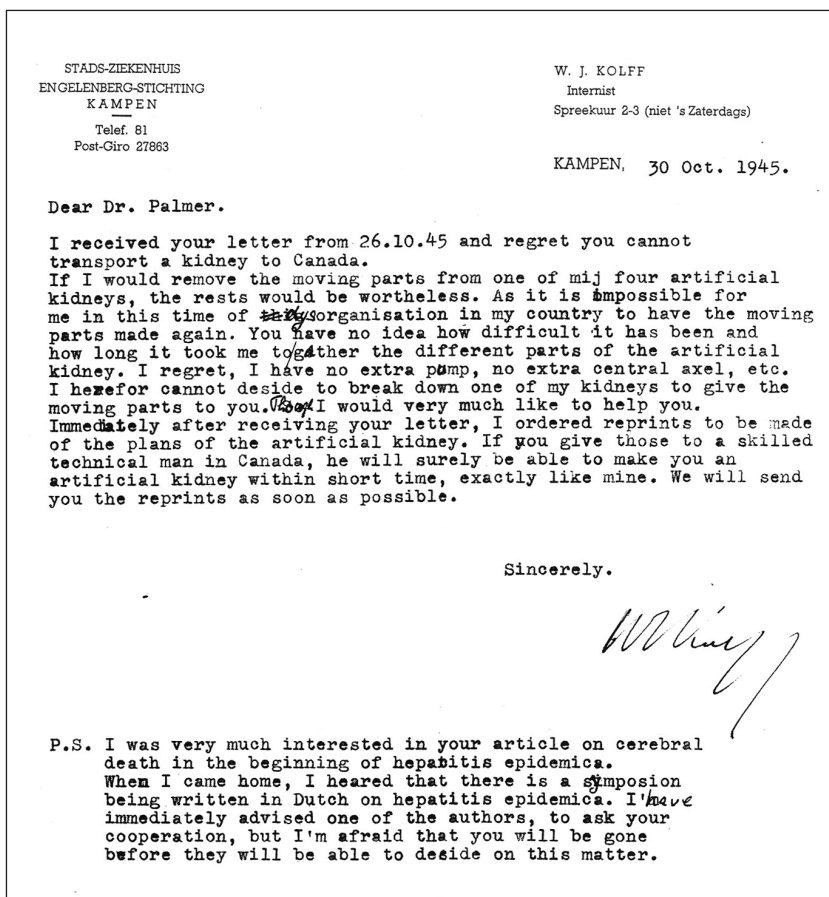 STADS-ZIEKENHUIS
ENGELENBERG-STICHTING
KAMPEN
Telef. 81
Post-Giro 27863
W. J. KOLFF
Internist
Spreekuur 2-3 (niet 's Zaterdags)
KAMPEN, 30 Oct. 1945.
Dear Dr. Palmer.
I received your letter from 26.10.45 and regret you cannot
transport a kidney to Canada.
If I would remove the moving parts from one of mij four artificial
kidneys, the rests would be wortheless. As it is impossible for
me in this time of dysorganisation in my country to have the moving
parts made again. You have no idea how difficult it has been and
how long it took me to gather the different parts of the artificial
kidney. I regret, I have no extra pump, no extra central axel, etc.
I herefor cannot deside to break down one of my kidneys to give the
moving parts to you. I would very much like to help you.
Immediately after receiving your letter, I ordered reprints to be made
of the plans of the artificial kidney. If you give those to a skilled
technical man in Canada, he will surely be able to make you an
artificial kidney within short time, exactly like mine. We will send
you the reprints as soon as possible.
Sincerely.
P.S. I was very much interested in your article on cerebral
death in the beginning of hepatitis epidemica.
When I came home, I heared that there is a symposion
being written in Dutch on hepatitis epidemica. I have
immediately advised one of the authors, to ask your
cooperation, but I'm afraid that you will be gone
before they will be able to deside on this matter.